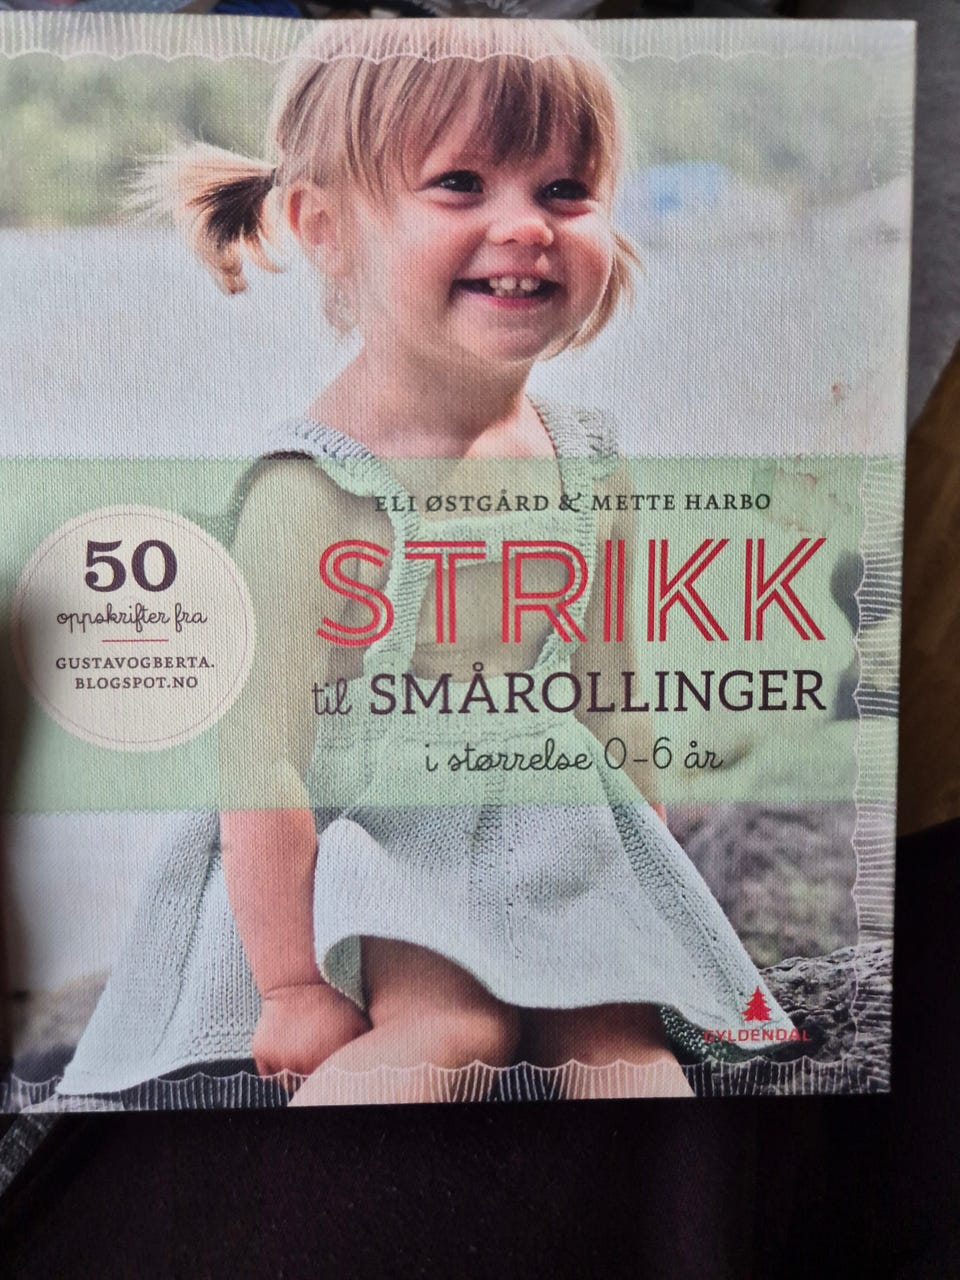 ELI ØSTGÅRD & METTE HARBO
STRIKK
til SMÅROLLINGER
i størrelse 0–6 år
50
oppskrifter fra
GUSTAVOGBERTA.
BLOGSPOT.NO
GYLDENDAL